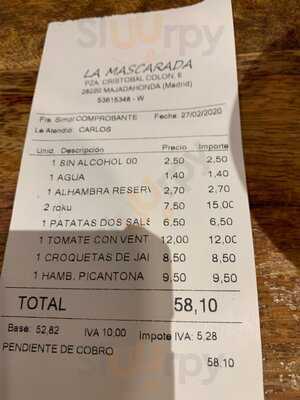 Sluurpy
LA MASCARADA
PZA. CRISTOBAL COLON, 6
28220 MAJADAHONDA (Madrid)
53615348 - W
Fra. Simpl COMPROBANTE Fecha: 27/02/2020
Le Atendió: CARLOS
Unid Descripción Precio Importe
1 SIN ALCOHOL 00 2,50 2,50
1 AGUA 1,40 1,40
1 ALHAMBRA RESERV 2,70 2,70
2 roku 7,50 15,00
1 PATATAS DOS SALS 6,50 6,50
1 TOMATE CON VENT 12,00 12,00
1 CROQUETAS DE JAI 8,50 8,50
1 HAMB. PICANTONA 9,50 9,50
TOTAL 58,10
Base: 52,82 IVA 10,00 Impote IVA: 5,28
PENDIENTE DE COBRO 58,10
Sluurpy